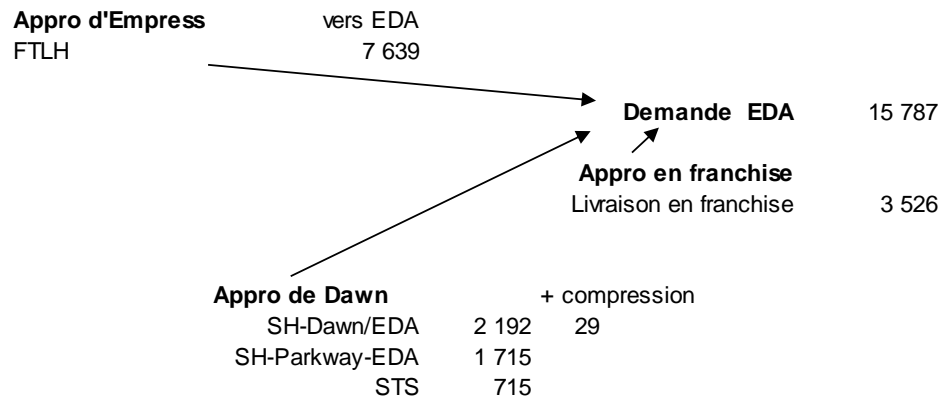 Appro d'Empress vers EDA
FTLH 7 639
Demande EDA 15 787
Appro en franchise
Livraison en franchise 3 526
Appro de Dawn + compression
SH-Dawn/EDA 2 192 29
SH-Parkway-EDA 1 715
STS 715